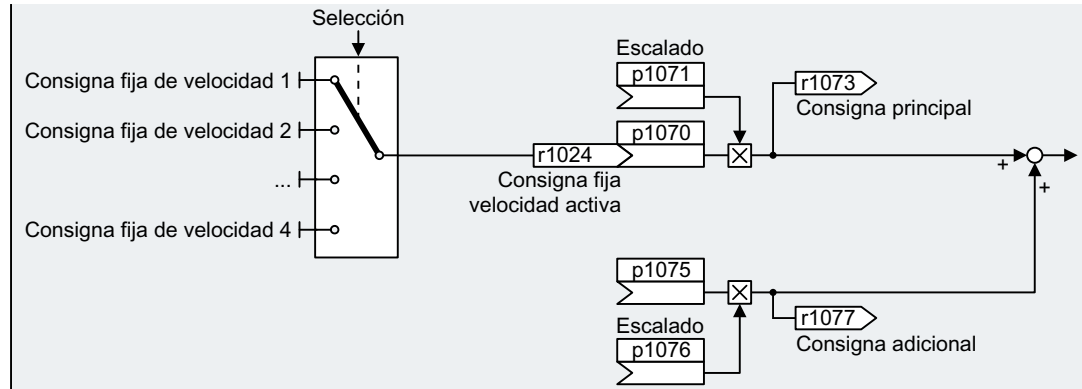 Selección
Consigna fija de velocidad 1
Consigna fija de velocidad 2
...
Consigna fija de velocidad 4
r1024
Consigna fija
velocidad activa
Escalado
p1071
p1070
r1073
Consigna principal
+
+
p1075
Escalado
p1076
r1077
Consigna adicional